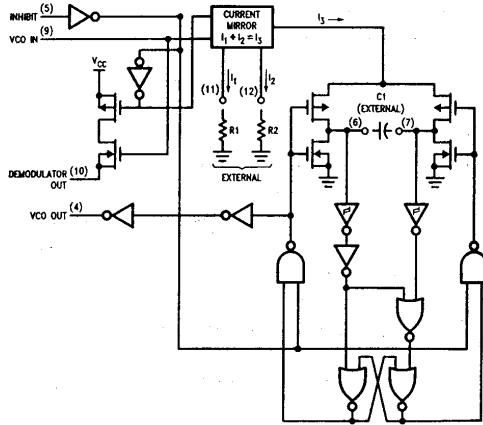 INHIBIT (5)
VCO IN (9)
CURRENT
MIRROR
I1 + I2 = I3
I3
VCC
(11)
I1
(12)
I2
R1
R2
EXTERNAL
C1
(EXTERNAL)
(6)
(7)
DEMODULATOR (10)
OUT
VCO OUT (4)